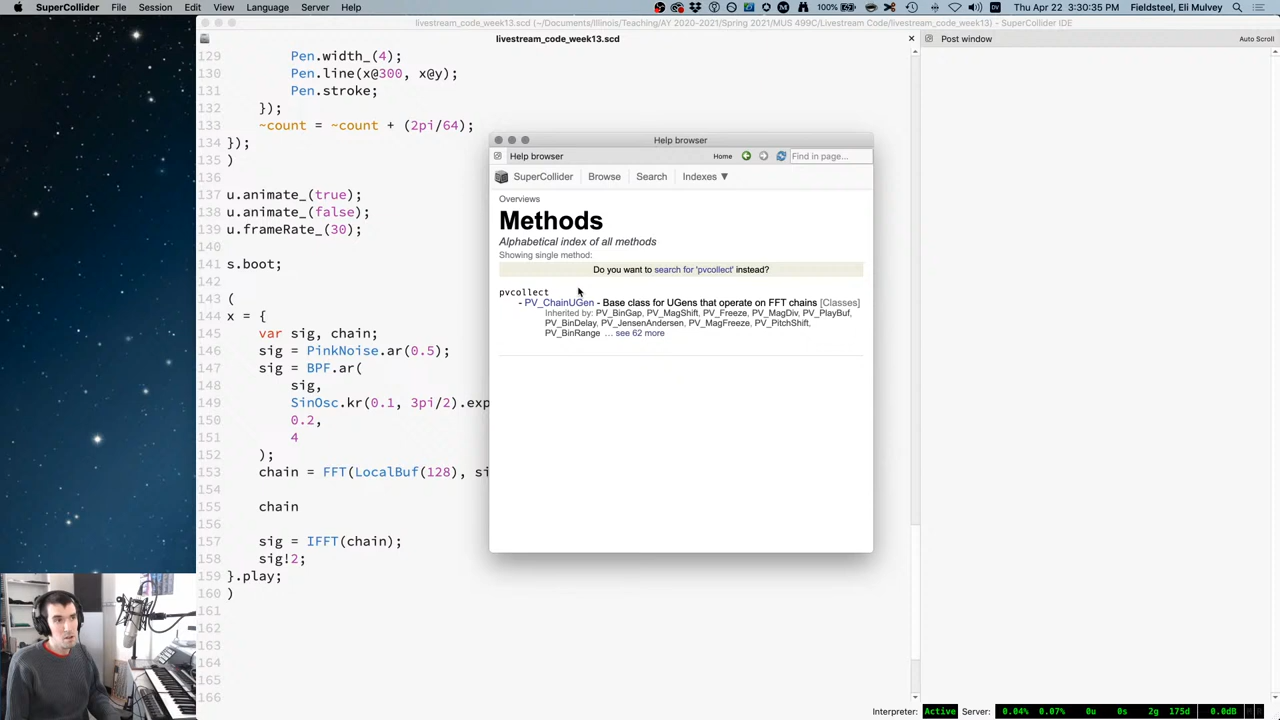 SuperCollider File Session Edit View Language Server Help 100% Thu Apr 22 3:30:35 PM Fieldsteel, Eli Mulvey
livestream_code_week13.scd (~/Documents/Illinois/Teaching/AY 2020-2021/Spring 2021/MUS 499C/Livestream Code/livestream_code_week13) - SuperCollider IDE
livestream_code_week13.scd
Post window
Auto Scroll
129 Pen.width_(4);
130 Pen.line(x@300, x@y);
131 Pen.stroke;
132 });
133 ~count = ~count + (2pi/64);
134 });
135 )
136
137 u.animate_(true);
138 u.animate_(false);
139 u.frameRate_(30);
140
141 s.boot;
142
143 (
144 x = {
145 var sig, chain;
146 sig = PinkNoise.ar(0.5);
147 sig = BPF.ar(
148 sig,
149 SinOsc.kr(0.1, 3pi/2).exp
150 0.2,
151 4
152 );
153 chain = FFT(LocalBuf(128), si
154
155 chain
156
157 sig = IFFT(chain);
158 sig!2;
159 }.play;
160 )
161
162
163
164
165
166
Help browser
Help browser
Home
Find in page...
SuperCollider Browse Search Indexes ▼
Overviews
Methods
Alphabetical index of all methods
Showing single method:
Do you want to search for 'pvcollect' instead?
pvcollect
- PV_ChainUGen - Base class for UGens that operate on FFT chains [Classes]
Inherited by: PV_BinGap, PV_MagShift, PV_Freeze, PV_MagDiv, PV_PlayBuf,
PV_BinDelay, PV_JensenAndersen, PV_MagFreeze, PV_PitchShift,
PV_BinRange … see 62 more
Interpreter: Active Server: 0.04% 0.07% 0u 0s 2g 175d 0.0dB